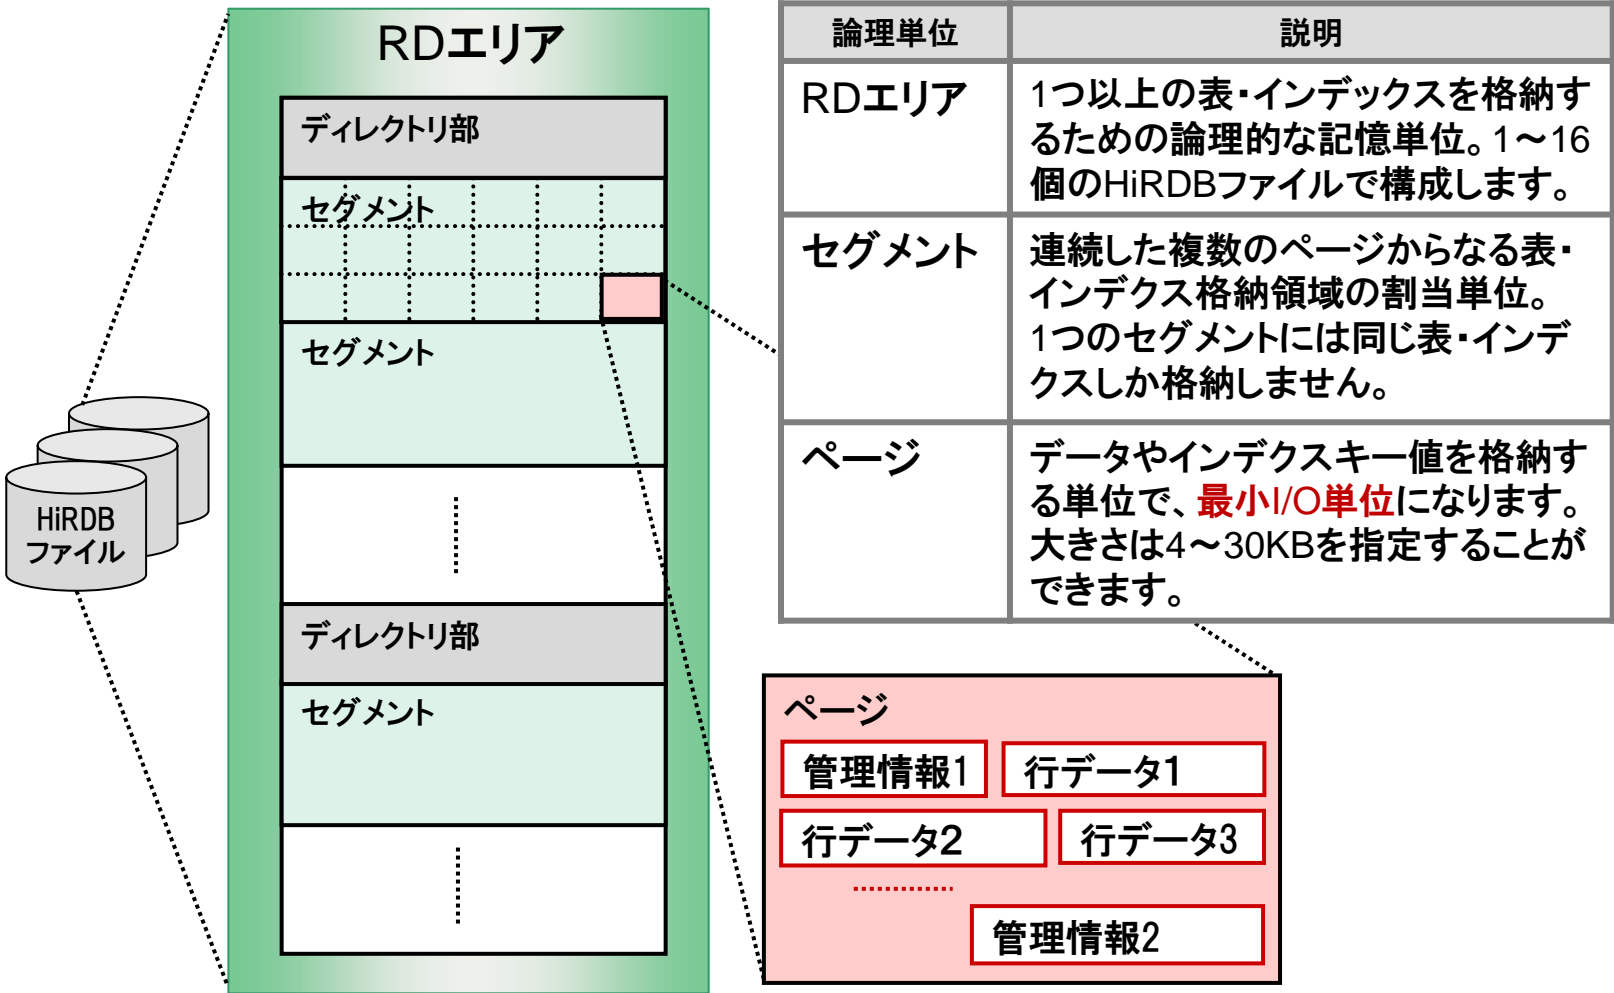 RDエリア
ディレクトリ部
セグメント
セグメント
ディレクトリ部
セグメント
HiRDB
ファイル
論理単位
説明
RDエリア
1つ以上の表・インデックスを格納す
るための論理的な記憶単位。1～16
個のHiRDBファイルで構成します。
セグメント
連続した複数のページからなる表・
インデクス格納領域の割当単位。
1つのセグメントには同じ表・インデ
クスしか格納しません。
ページ
データやインデクスキー値を格納す
る単位で、最小I/O単位になります。
大きさは4～30KBを指定することが
できます。
ページ
管理情報1
行データ1
行データ2
行データ3
管理情報2